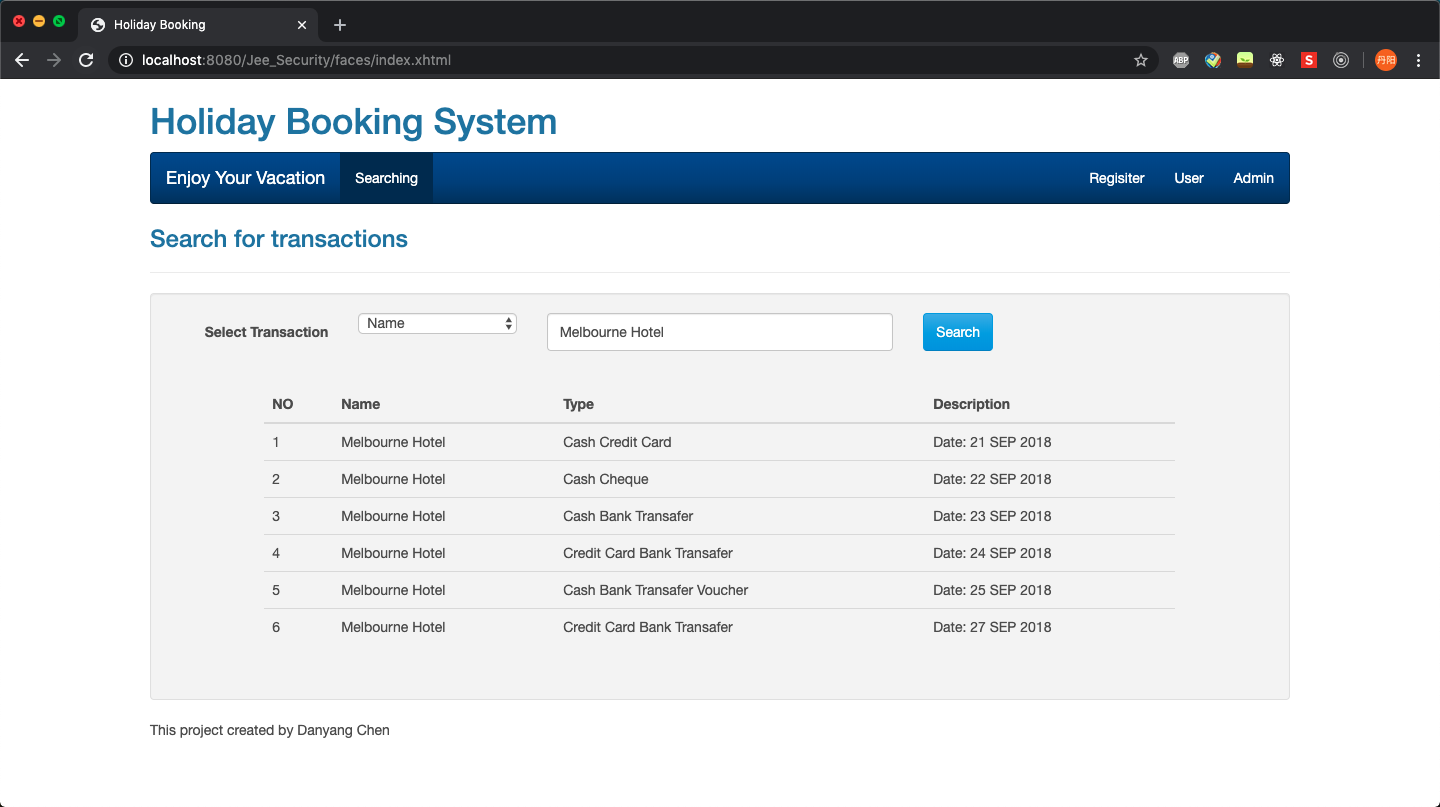 Holiday Booking
localhost:8080/Jee_Security/faces/index.xhtml
ABP
S
丹阳
Holiday Booking System
Enjoy Your Vacation Searching Regisiter User Admin
Search for transactions
Select Transaction Name Melbourne Hotel Search
NO Name Type Description
1 Melbourne Hotel Cash Credit Card Date: 21 SEP 2018
2 Melbourne Hotel Cash Cheque Date: 22 SEP 2018
3 Melbourne Hotel Cash Bank Transafer Date: 23 SEP 2018
4 Melbourne Hotel Credit Card Bank Transafer Date: 24 SEP 2018
5 Melbourne Hotel Cash Bank Transafer Voucher Date: 25 SEP 2018
6 Melbourne Hotel Credit Card Bank Transafer Date: 27 SEP 2018
This project created by Danyang Chen